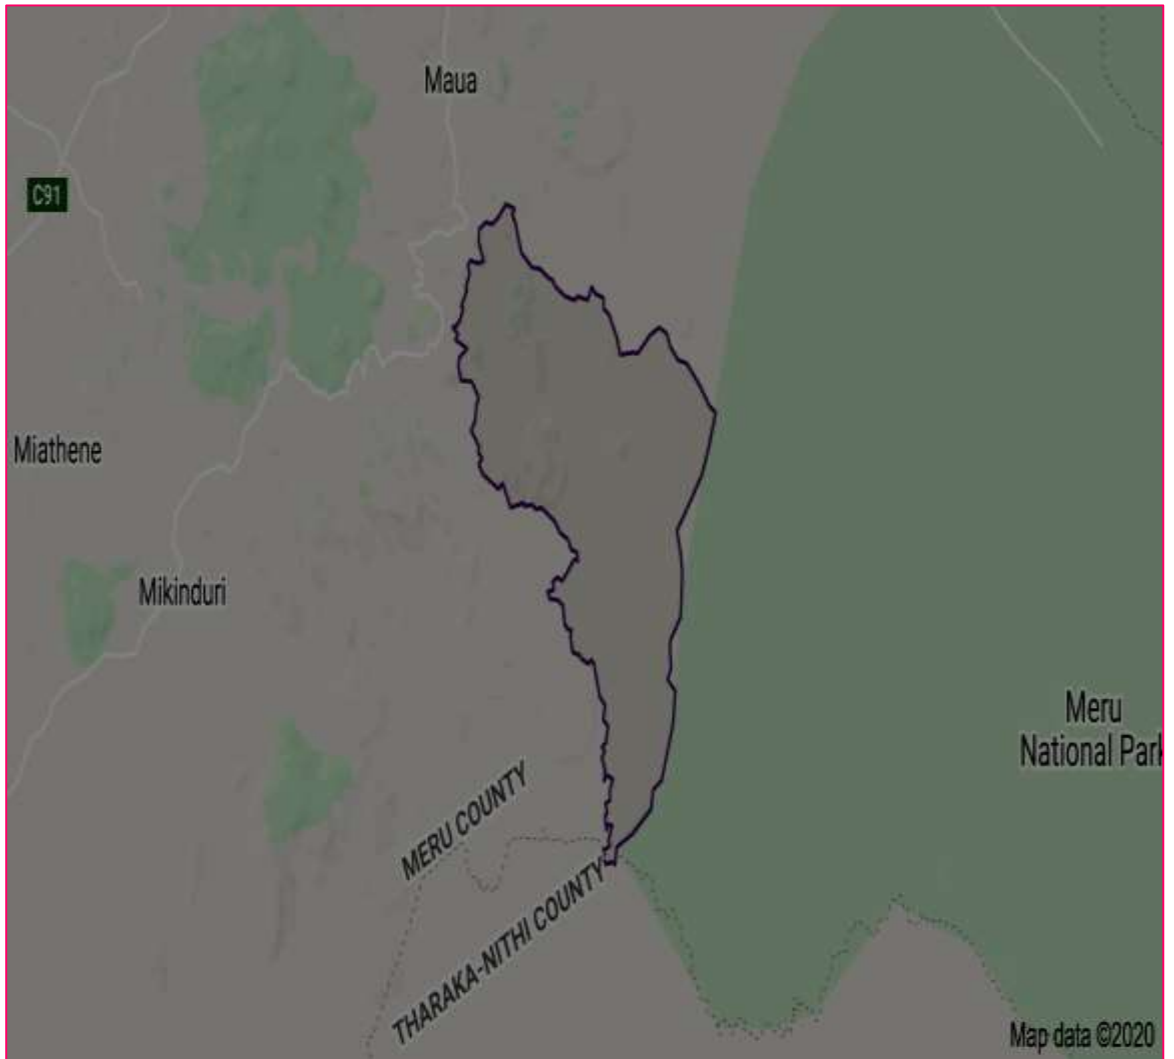 Maua
C91
Miathene
Mikinduri
Meru
National Park
MERU COUNTY
THARAKA-NITHI COUNTY
Map data ©2020